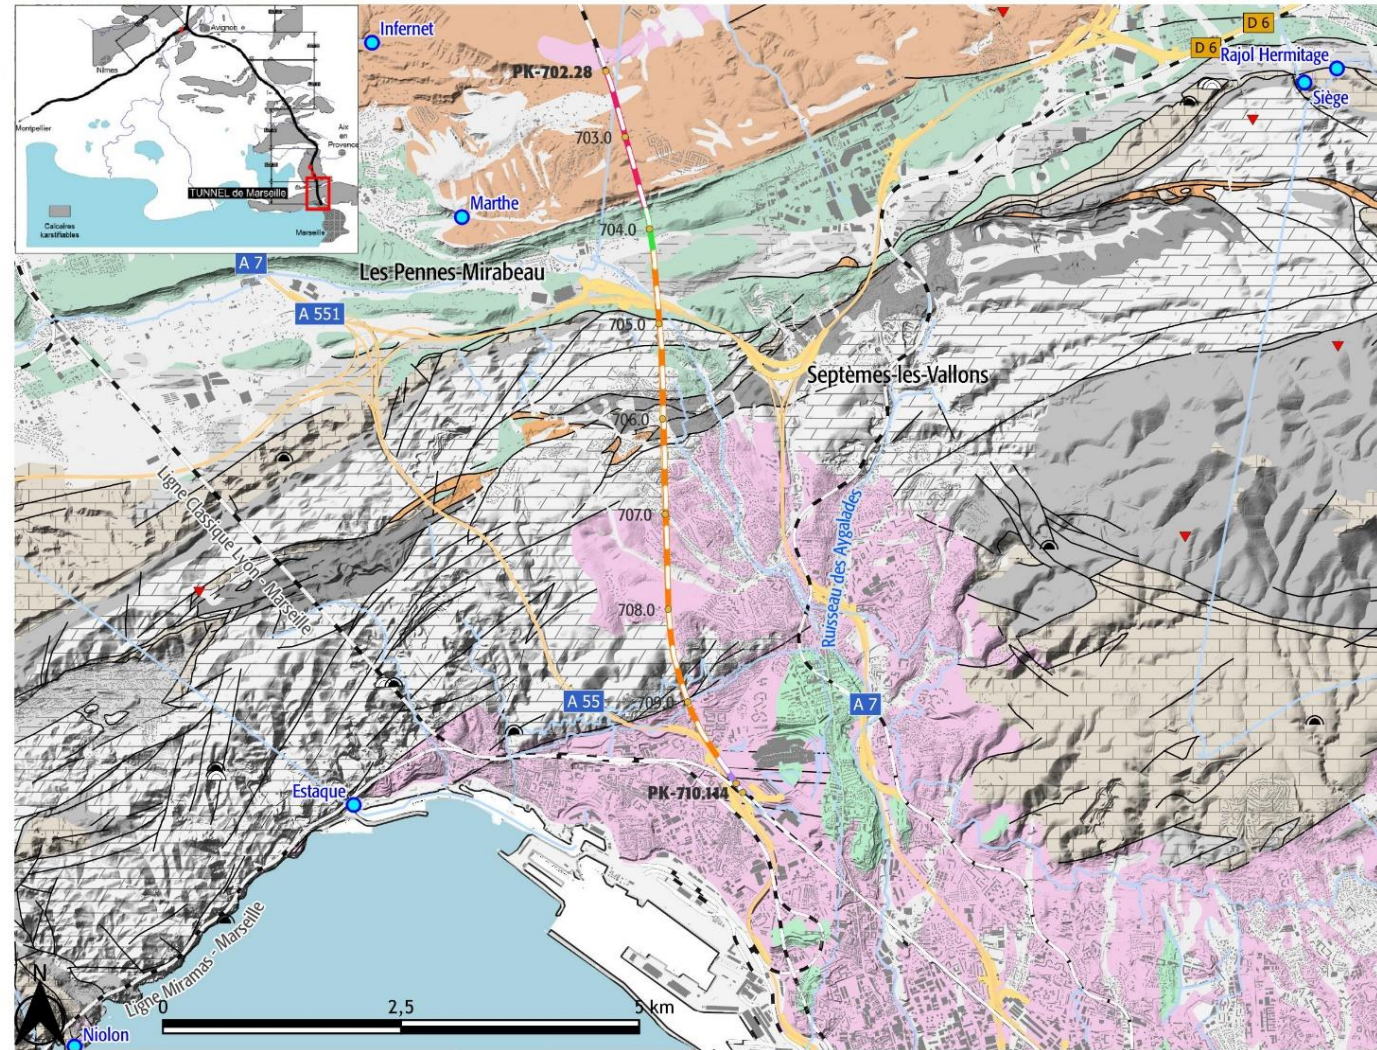 Avignon
Nîmes
Montpellier
Aix
en
Provence
TUNNEL de Marseille
Calcaires
karstifiables
Marseille
Infernet
PK-702.28
D 6
D 6
Rajol Hermitage
Siège
703.0
Marthe
704.0
A 7
Les Pennes-Mirabeau
A 551
705.0
Septèmes-les-Vallons
706.0
Ligne Classique Lyon - Marseille
707.0
Ruisseau des Aygalades
708.0
A 55
709.0
A 7
Estaque
PK-710.114
Ligne Miramas - Marseille
N
0
2,5
5 km
Niolon